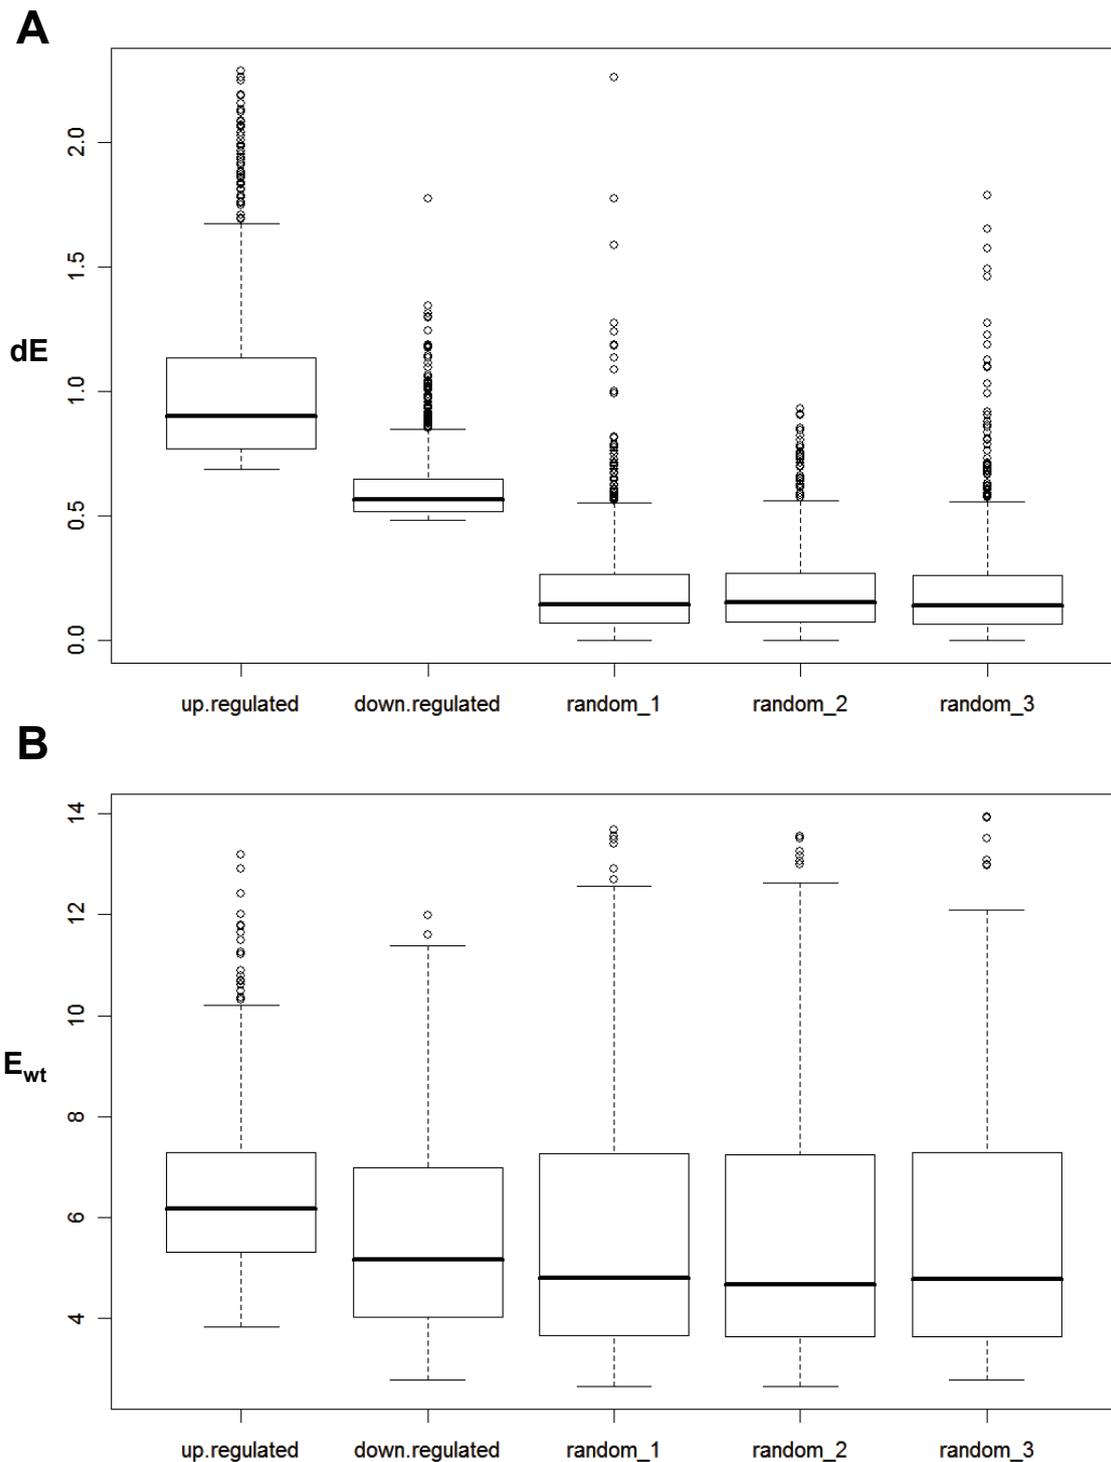 A
2.0
1.5
dE
1.0
0.5
0.0
up.regulated down.regulated random_1 random_2 random_3
B
14
12
10
Ewt
8
6
4
up.regulated down.regulated random_1 random_2 random_3